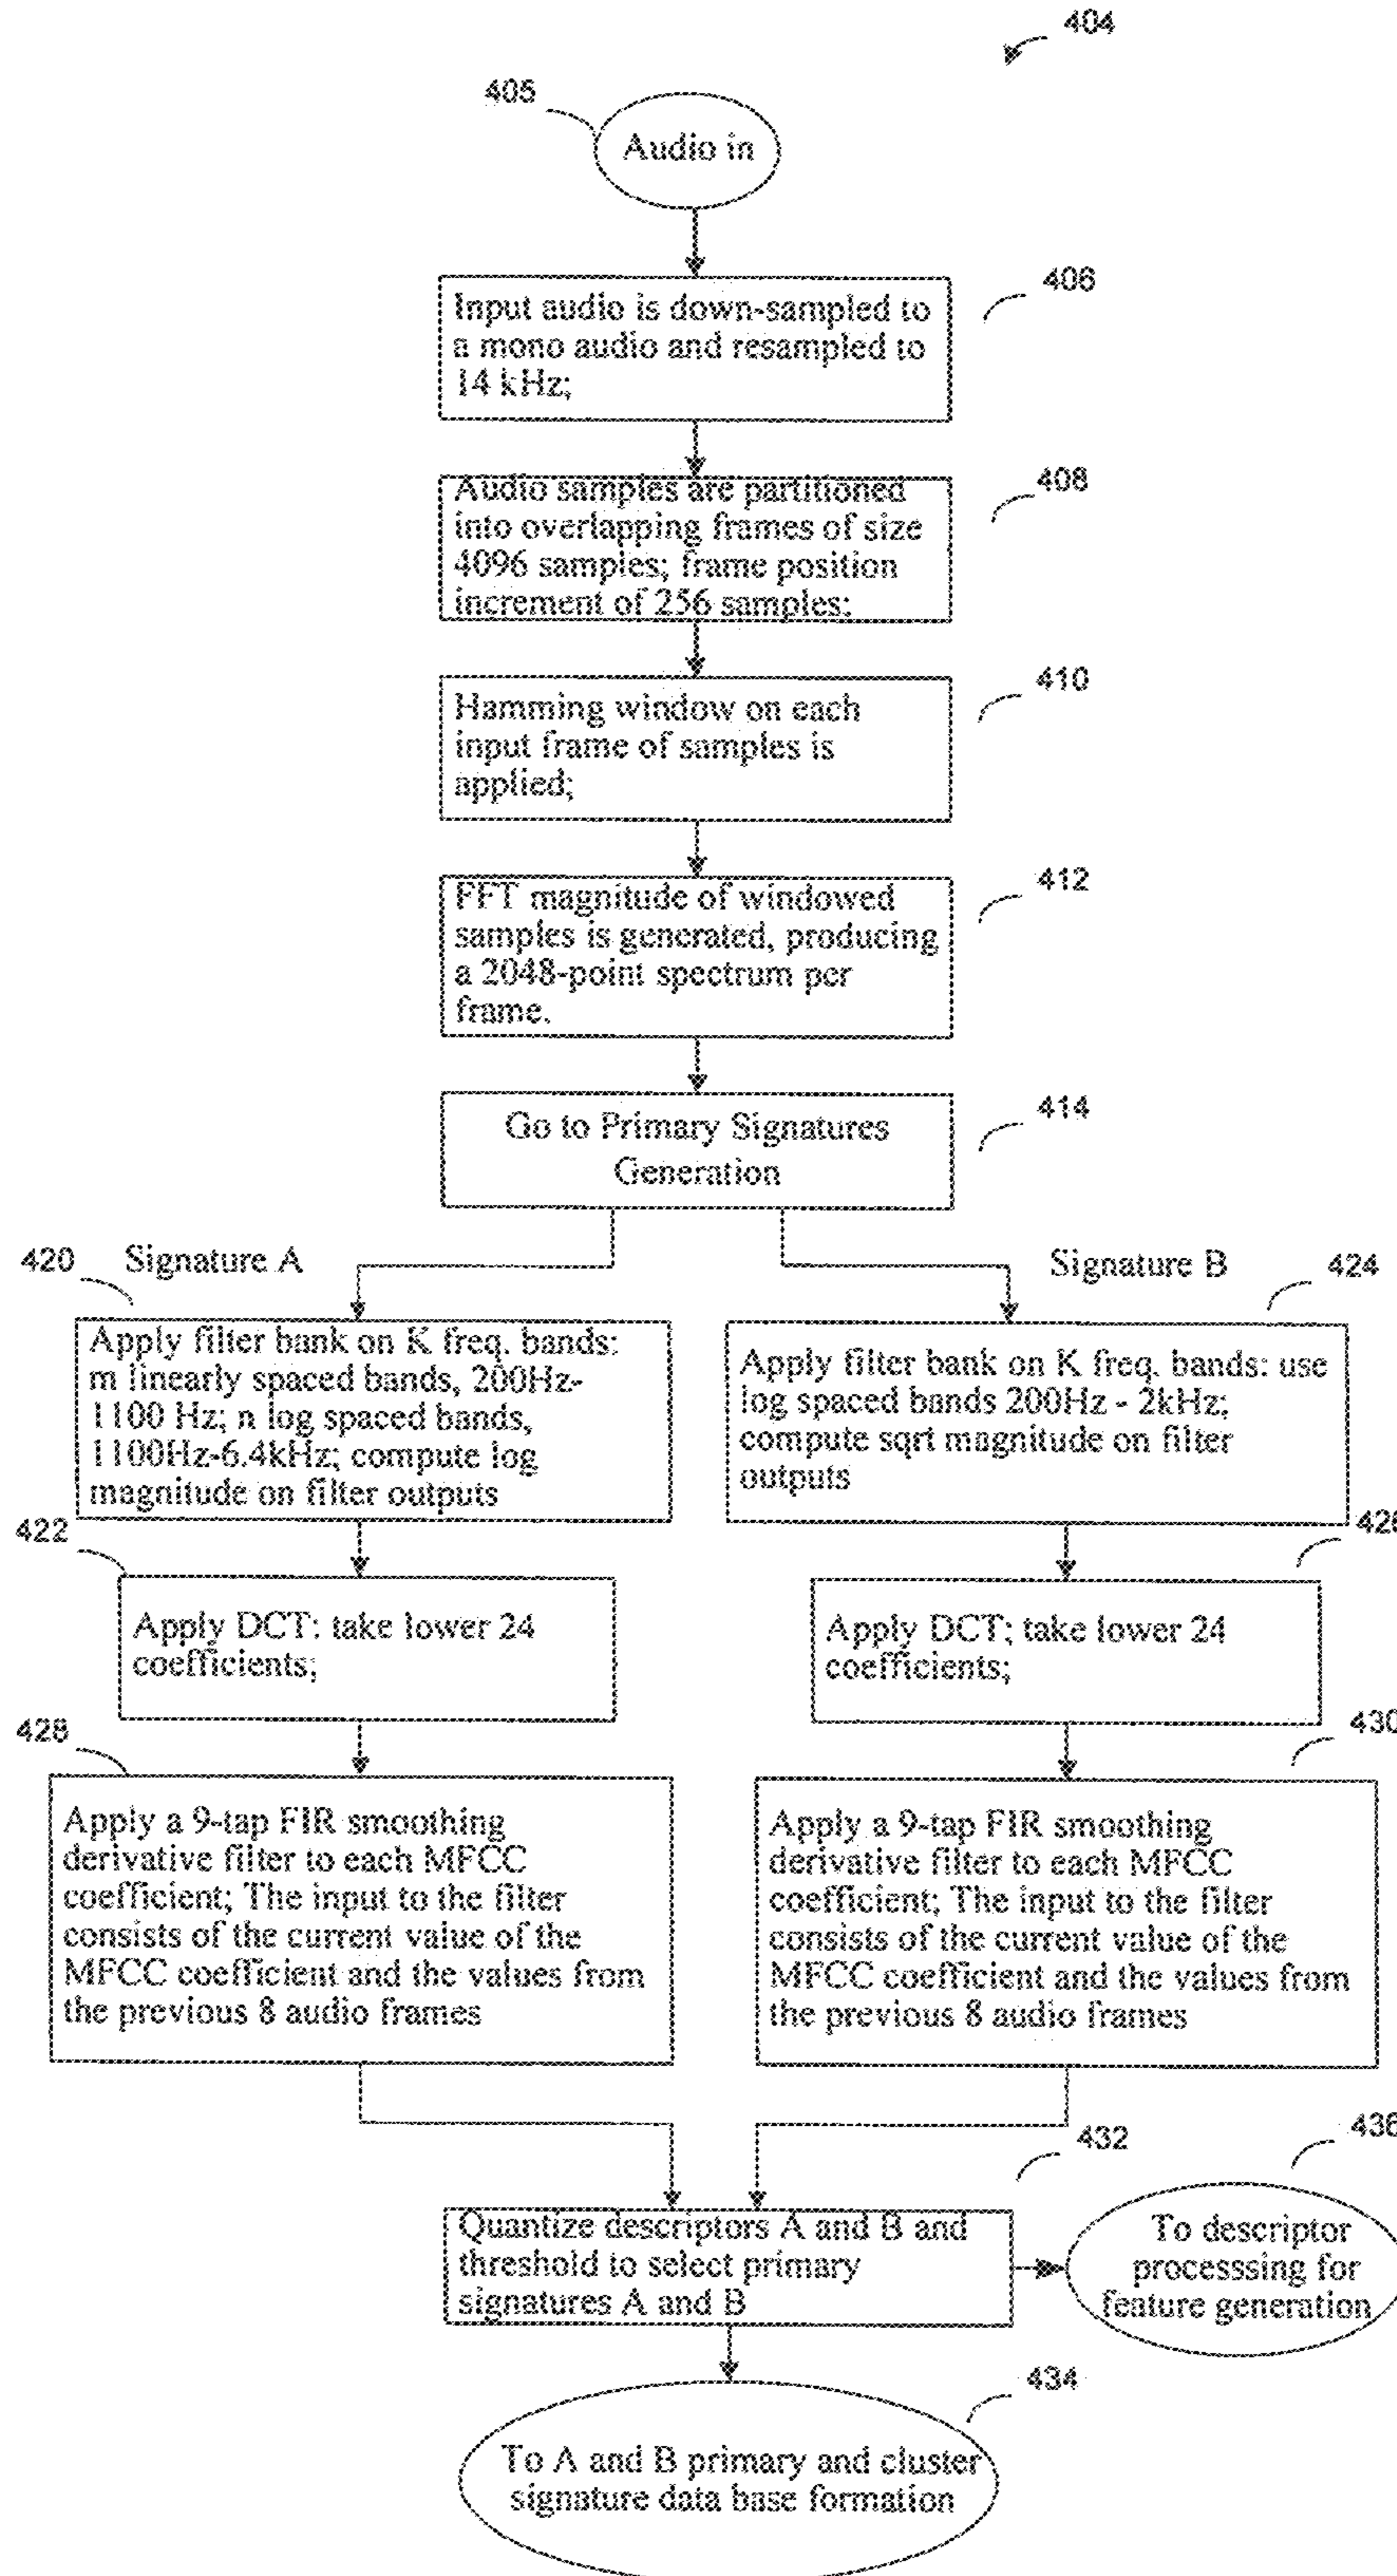 404
405
Audio in
406
Input audio is down-sampled to
a mono audio and resampled to
14 kHz;
408
Audio samples are partitioned
into overlapping frames of size
4096 samples; frame position
increment of 256 samples;
410
Hamming window on each
input frame of samples is
applied;
412
FFT magnitude of windowed
samples is generated, producing
a 2048-point spectrum per
frame.
414
Go to Primary Signatures
Generation
420
Signature A
Apply filter bank on K freq. bands:
m linearly spaced bands, 200Hz-
1100 Hz; n log spaced bands,
1100Hz-6.4kHz; compute log
magnitude on filter outputs
Signature B
424
Apply filter bank on K freq. bands: use
log spaced bands 200Hz - 2kHz;
compute sqrt magnitude on filter
outputs
422
Apply DCT: take lower 24
coefficients;
426
Apply DCT; take lower 24
coefficients;
428
Apply a 9-tap FIR smoothing
derivative filter to each MFCC
coefficient; The input to the filter
consists of the current value of the
MFCC coefficient and the values from
the previous 8 audio frames
430
Apply a 9-tap FIR smoothing
derivative filter to each MFCC
coefficient; The input to the filter
consists of the current value of the
MFCC coefficient and the values from
the previous 8 audio frames
432
Quantize descriptors A and B and
threshold to select primary
signatures A and B
436
To descriptor
processsing for
feature generation
434
To A and B primary and cluster
signature data base formation